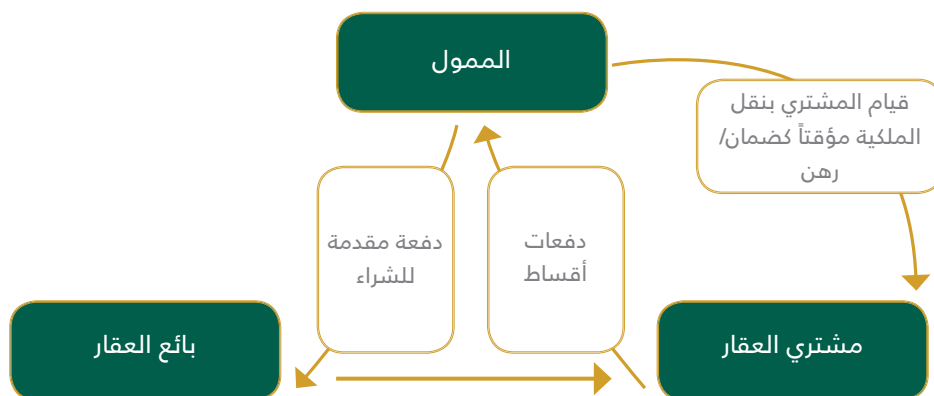 الممول
قيام المشتري بنقل
الملكية مؤقتاً كضمان/
رهن
دفعات
أقساط
دفعة مقدمة
للشراء
مشتري العقار
بائع العقار